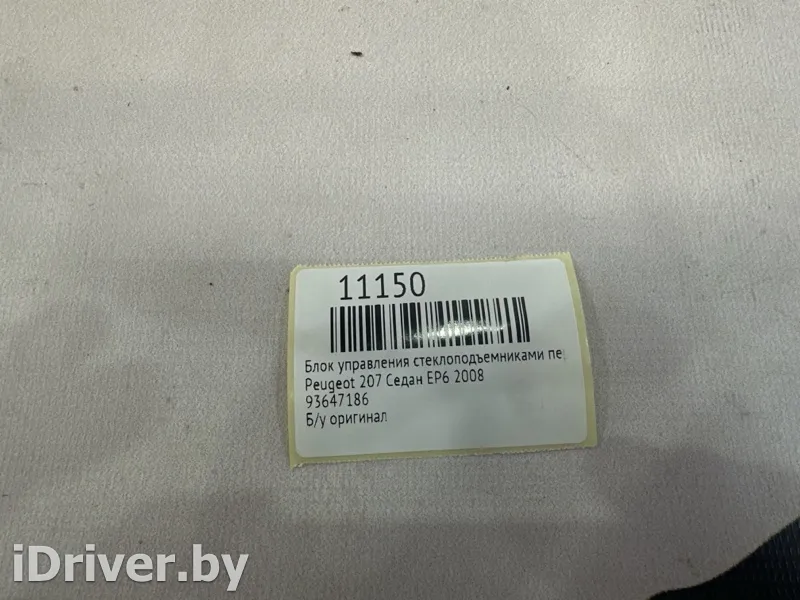 11150
Блок управления стеклоподъемниками пе
Peugeot 207 Седан EP6 2008
93647186
Б/у оригинал
iDriver.by